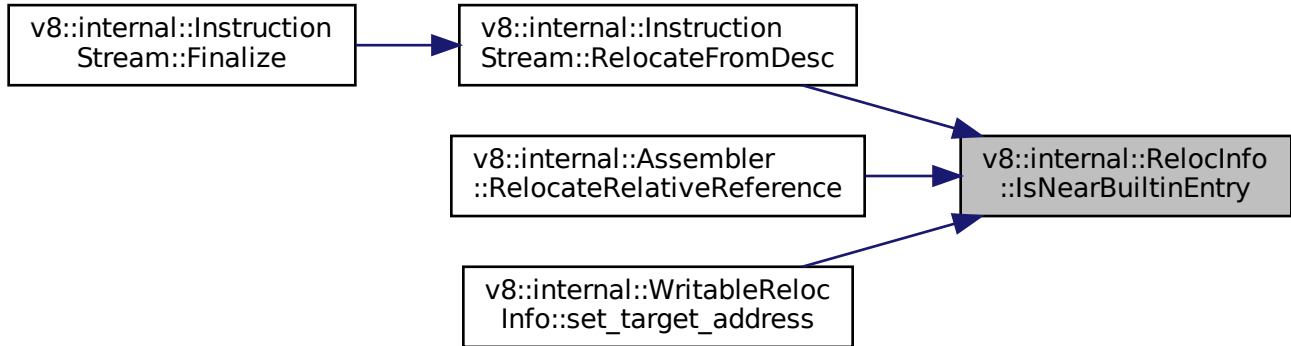 v8::internal::Instruction
Stream::Finalize
v8::internal::Instruction
Stream::RelocateFromDesc
v8::internal::Assembler
::RelocateRelativeReference
v8::internal::RelocInfo
::IsNearBuiltinEntry
v8::internal::WritableReloc
Info::set_target_address